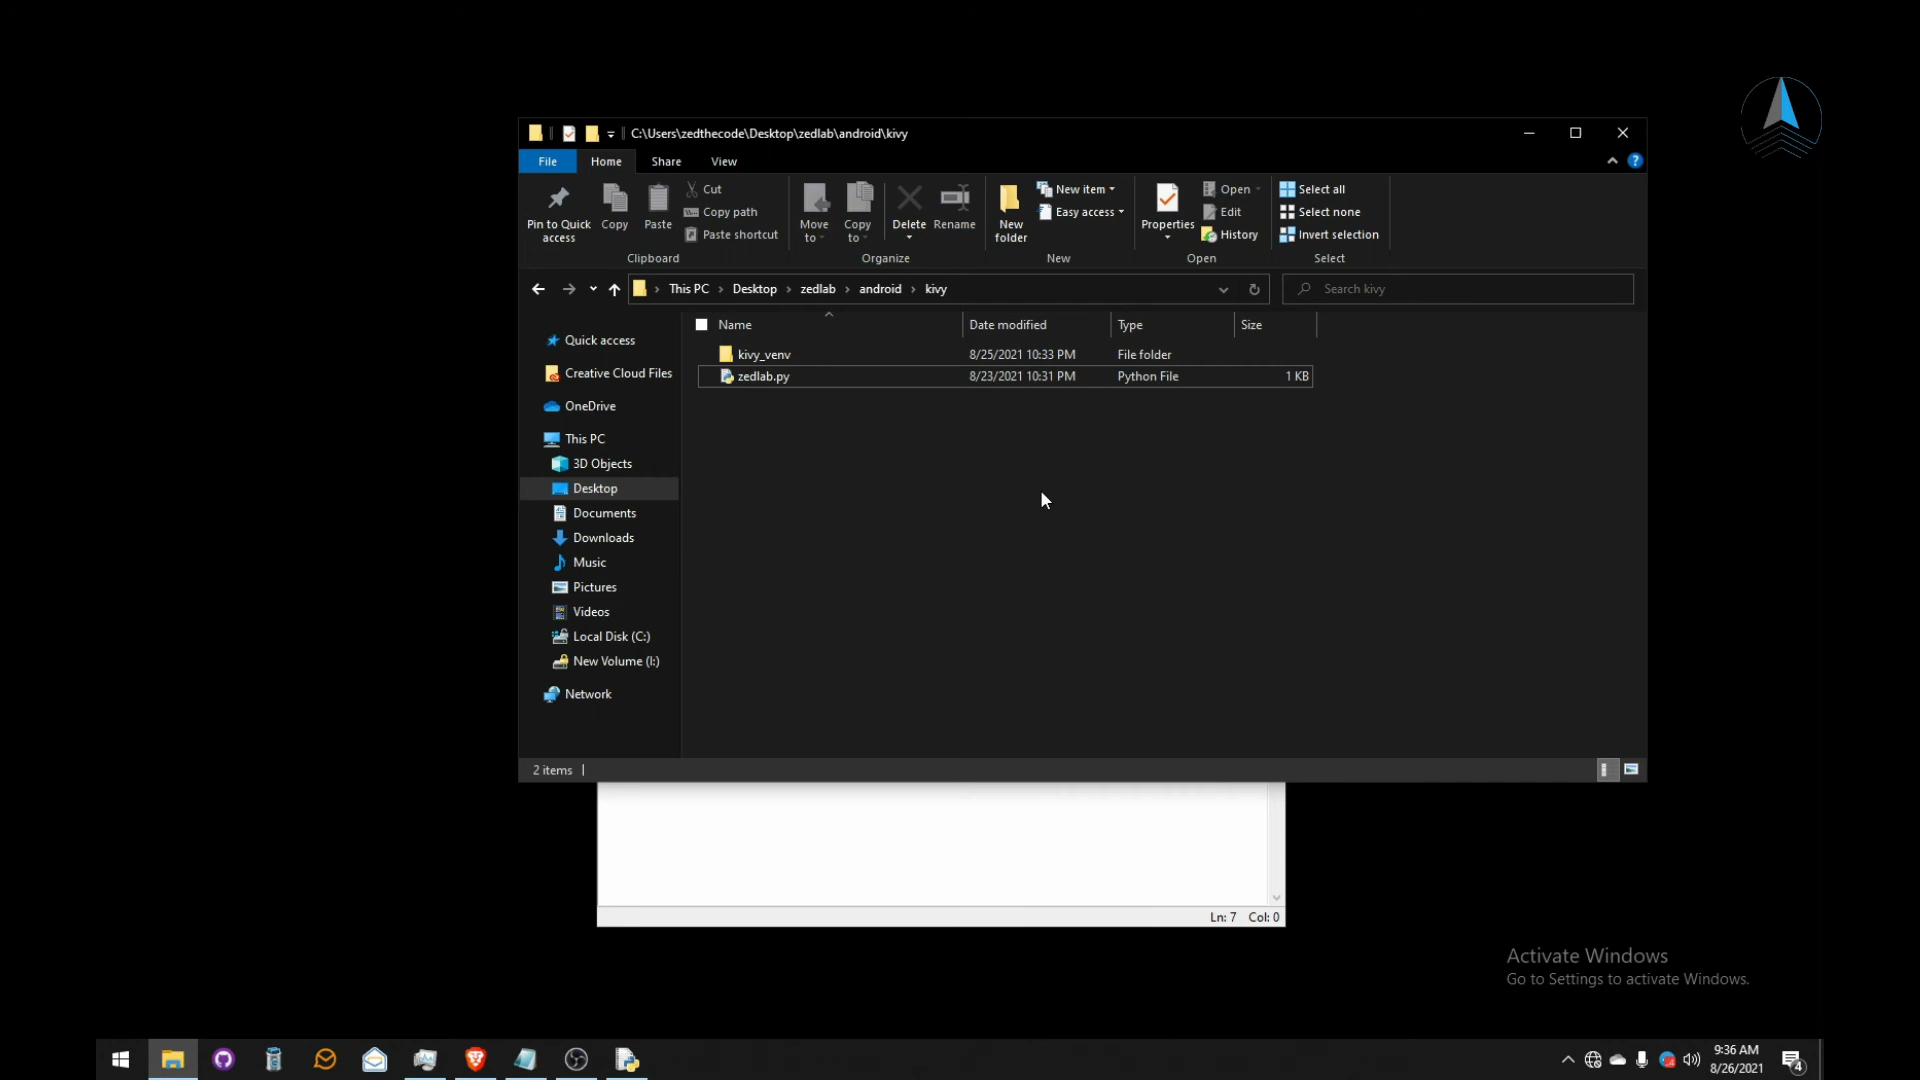 C:\Users\zedthecode\Desktop\zedlab\android\kivy
File Home Share View
Pin to Quick access
Copy
Paste
Cut
Copy path
Paste shortcut
Clipboard
Move to
Copy to
Delete
Rename
Organize
New folder
New item
Easy access
New
Properties
Open
Edit
History
Open
Select all
Select none
Invert selection
Select
This PC Desktop zedlab android kivy
Search kivy
Name Date modified Type Size
kivy_venv 8/25/2021 10:33 PM File folder
zedlab.py 8/23/2021 10:31 PM Python File 1 KB
Quick access
Creative Cloud Files
OneDrive
This PC
3D Objects
Desktop
Documents
Downloads
Music
Pictures
Videos
Local Disk (C:)
New Volume (I:)
Network
2 items
Ln: 7 Col: 0
Activate Windows
Go to Settings to activate Windows.
9:36 AM
8/26/2021
4